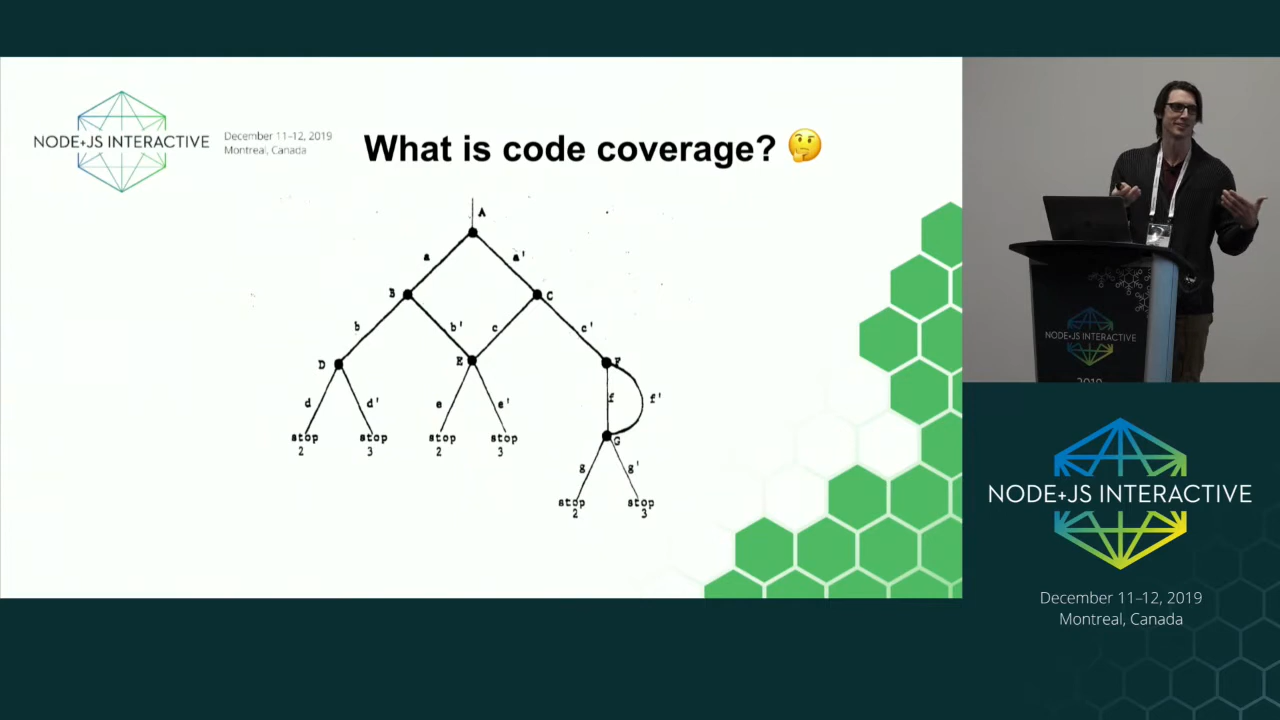 NODE+JS INTERACTIVE
December 11–12, 2019
Montreal, Canada
What is code coverage? 🤔
A
a a'
B C
b b' c c'
D E F
d d' e e' f f'
stop stop stop stop G
2 3 2 3
g g'
stop stop
2 3
NODE+JS INTERACTIVE
2019
NODE+JS INTERACTIVE
December 11–12, 2019
Montreal, Canada